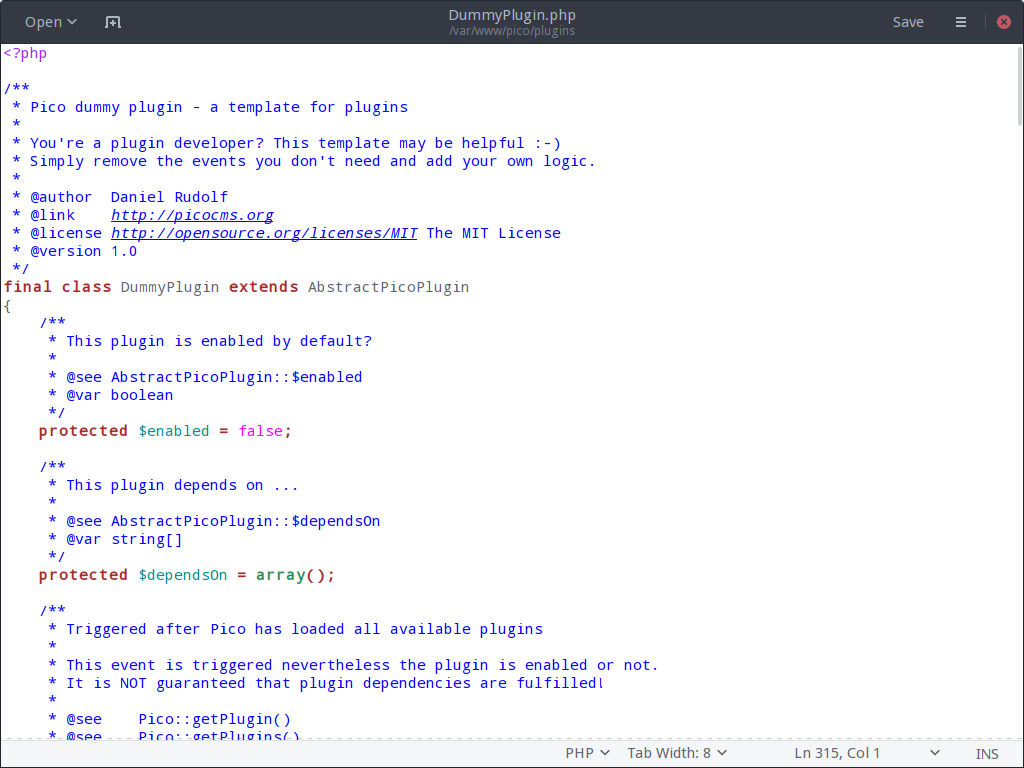 Open
DummyPlugin.php
/var/www/pico/plugins
Save
<?php
/**
 * Pico dummy plugin - a template for plugins
 *
 * You're a plugin developer? This template may be helpful :-)
 * Simply remove the events you don't need and add your own logic.
 *
 * @author  Daniel Rudolf
 * @link    http://picocms.org
 * @license http://opensource.org/licenses/MIT The MIT License
 * @version 1.0
 */
final class DummyPlugin extends AbstractPicoPlugin
{
    /**
     * This plugin is enabled by default?
     *
     * @see AbstractPicoPlugin::$enabled
     * @var boolean
     */
    protected $enabled = false;
    /**
     * This plugin depends on ...
     *
     * @see AbstractPicoPlugin::$dependsOn
     * @var string[]
     */
    protected $dependsOn = array();
    /**
     * Triggered after Pico has loaded all available plugins
     *
     * This event is triggered nevertheless the plugin is enabled or not.
     * It is NOT guaranteed that plugin dependencies are fulfilled!
     *
     * @see    Pico::getPlugin()
     * @see    Pico::getPlugins()
PHP
Tab Width: 8
Ln 315, Col 1
INS